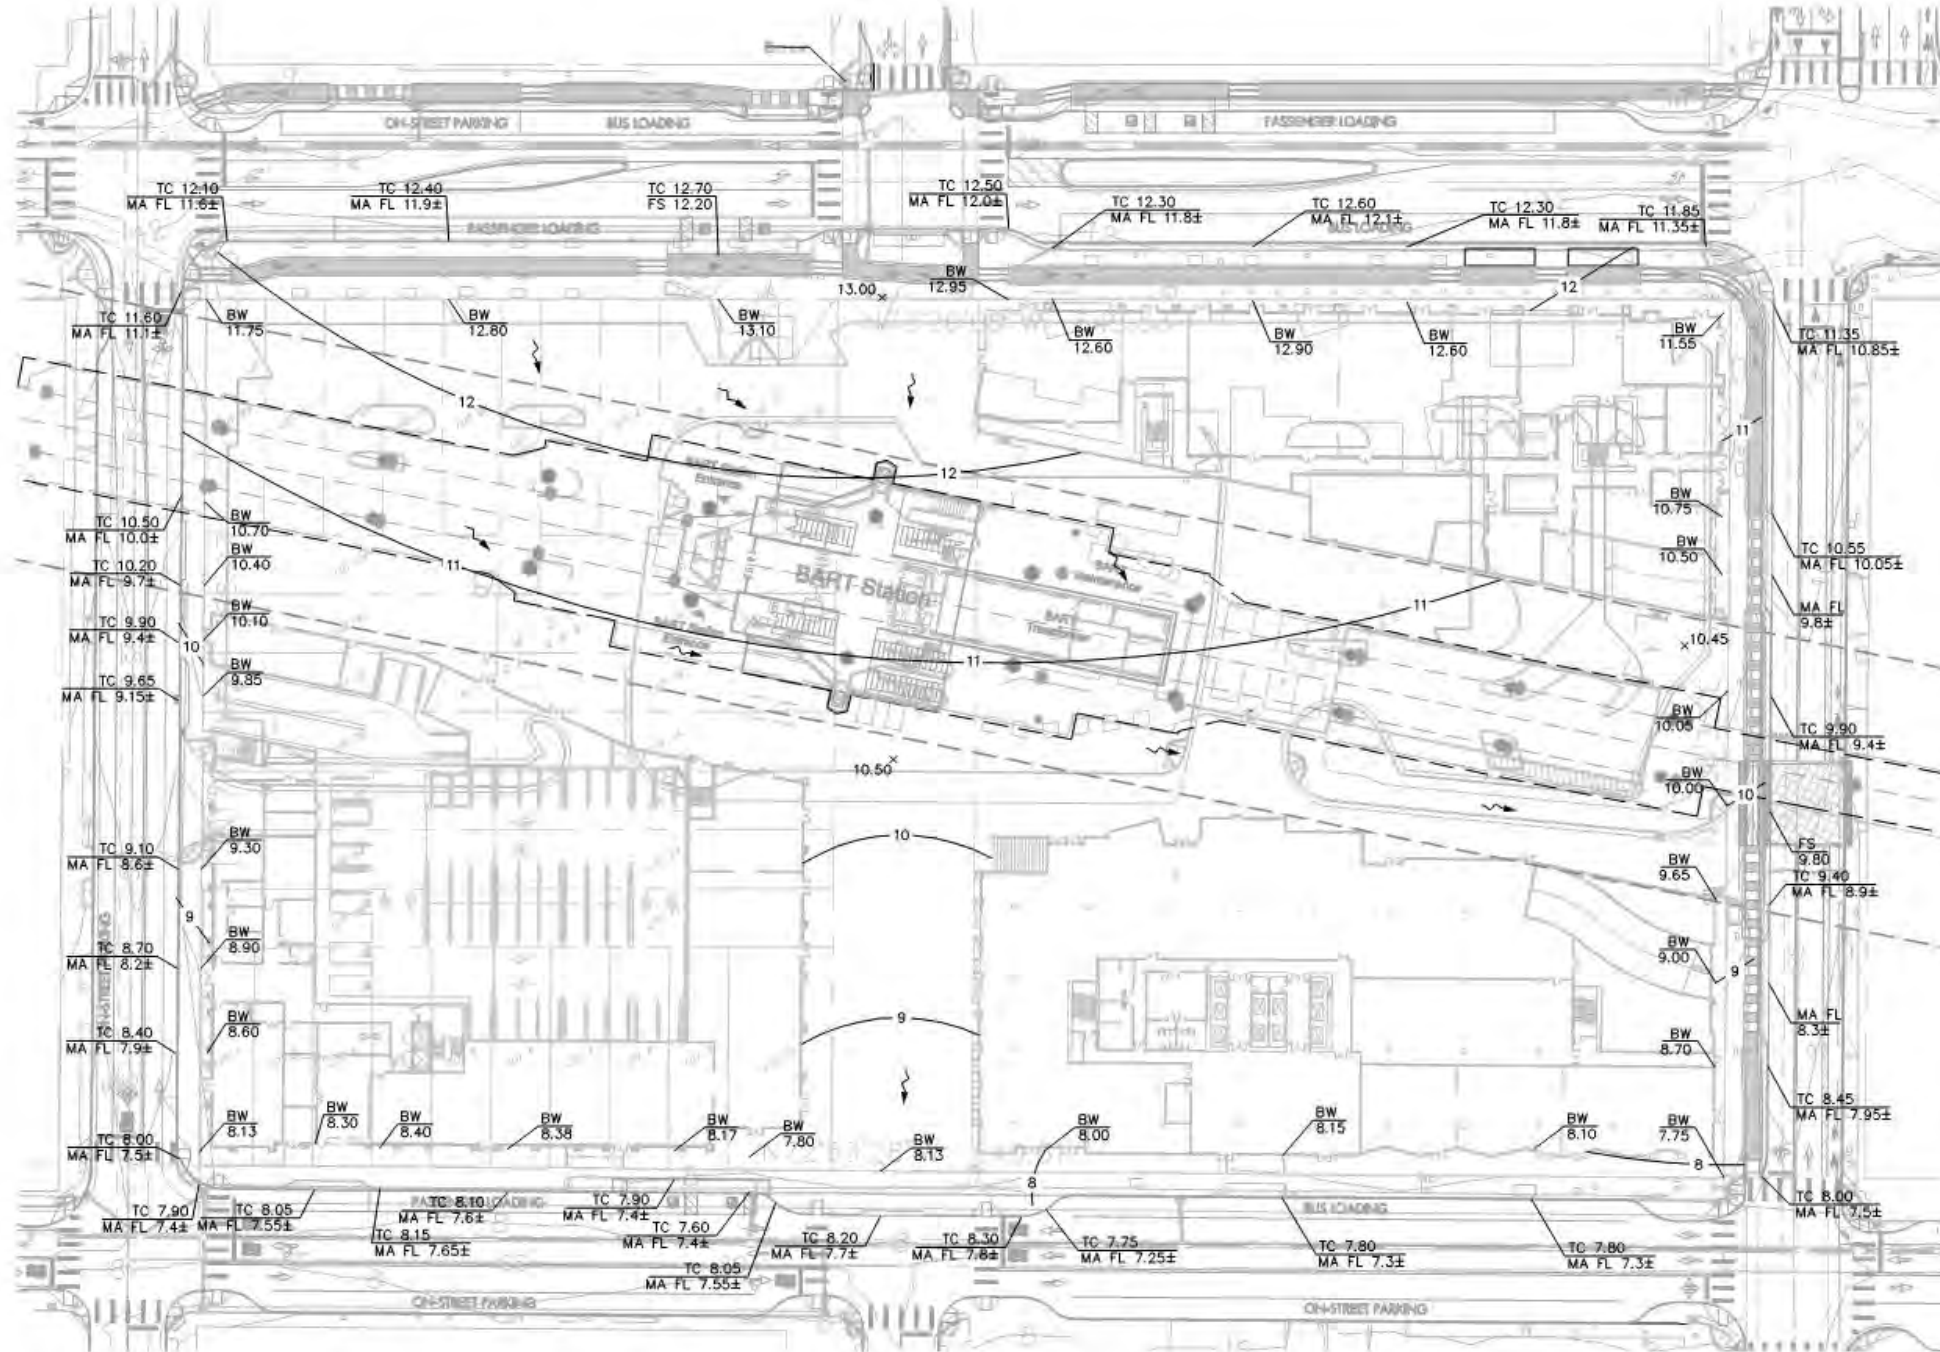 ON-STREET PARKING
BUS LOADING
PASSENGER LOADING
TC 12.10
MA FL 11.6±
TC 12.40
MA FL 11.9±
TC 12.70
FS 12.20
TC 12.50
MA FL 12.0±
TC 12.30
MA FL 11.8±
TC 12.60
MA FL 12.1±
TC 12.30
MA FL 11.8±
TC 11.85
MA FL 11.35±
PASSENGER LOADING
BUS LOADING
TC 11.60
MA FL 11.1±
BW
11.75
BW
12.80
BW
13.10
13.00
BW
12.95
BW
12.60
BW
12.90
BW
12.60
12
BW
11.55
TC 11.35
MA FL 10.85±
12
12
11
BART Station
Entrance
TC 10.50
MA FL 10.0±
BW
10.70
BW
10.40
BW
10.75
BW
10.50
TC 10.55
MA FL 10.05±
TC 10.20
MA FL 9.7±
11
BART Station
BART
Maintenance
BART
Transformer
11
MA FL
9.8±
BW
10.10
TC 9.90
MA FL 9.4±
10
BART Station
Entrance
11
10.45
BW
9.85
TC 9.65
MA FL 9.15±
BW
10.05
TC 9.90
MA FL 9.4±
10.50
BW
10.00
10
BW
9.30
TC 9.10
MA FL 8.6±
10
FS
9.80
BW
9.65
TC 9.40
MA FL 8.9±
9
BW
8.90
TC 8.70
MA FL 8.2±
ON-STREET PARKING
BW
9.00
9
BW
8.60
TC 8.40
MA FL 7.9±
9
MA FL
8.3±
BW
8.70
TC 8.45
MA FL 7.95±
BW
8.13
BW
8.30
BW
8.40
BW
8.38
BW
8.17
BW
7.80
BW
8.13
BW
8.00
BW
8.15
BW
8.10
BW
7.75
TC 8.00
MA FL 7.5±
8
8
TC 8.00
MA FL 7.5±
TC 7.90
MA FL 7.4±
TC 8.05
MA FL 7.55±
PASSENGER LOADING
TC 8.10
MA FL 7.6±
TC 8.15
MA FL 7.65±
TC 7.90
MA FL 7.4±
TC 7.60
MA FL 7.4±
TC 8.05
MA FL 7.55±
TC 8.20
MA FL 7.7±
TC 8.30
MA FL 7.8±
TC 7.75
MA FL 7.25±
BUS LOADING
TC 7.80
MA FL 7.3±
TC 7.80
MA FL 7.3±
ON-STREET PARKING
ON-STREET PARKING